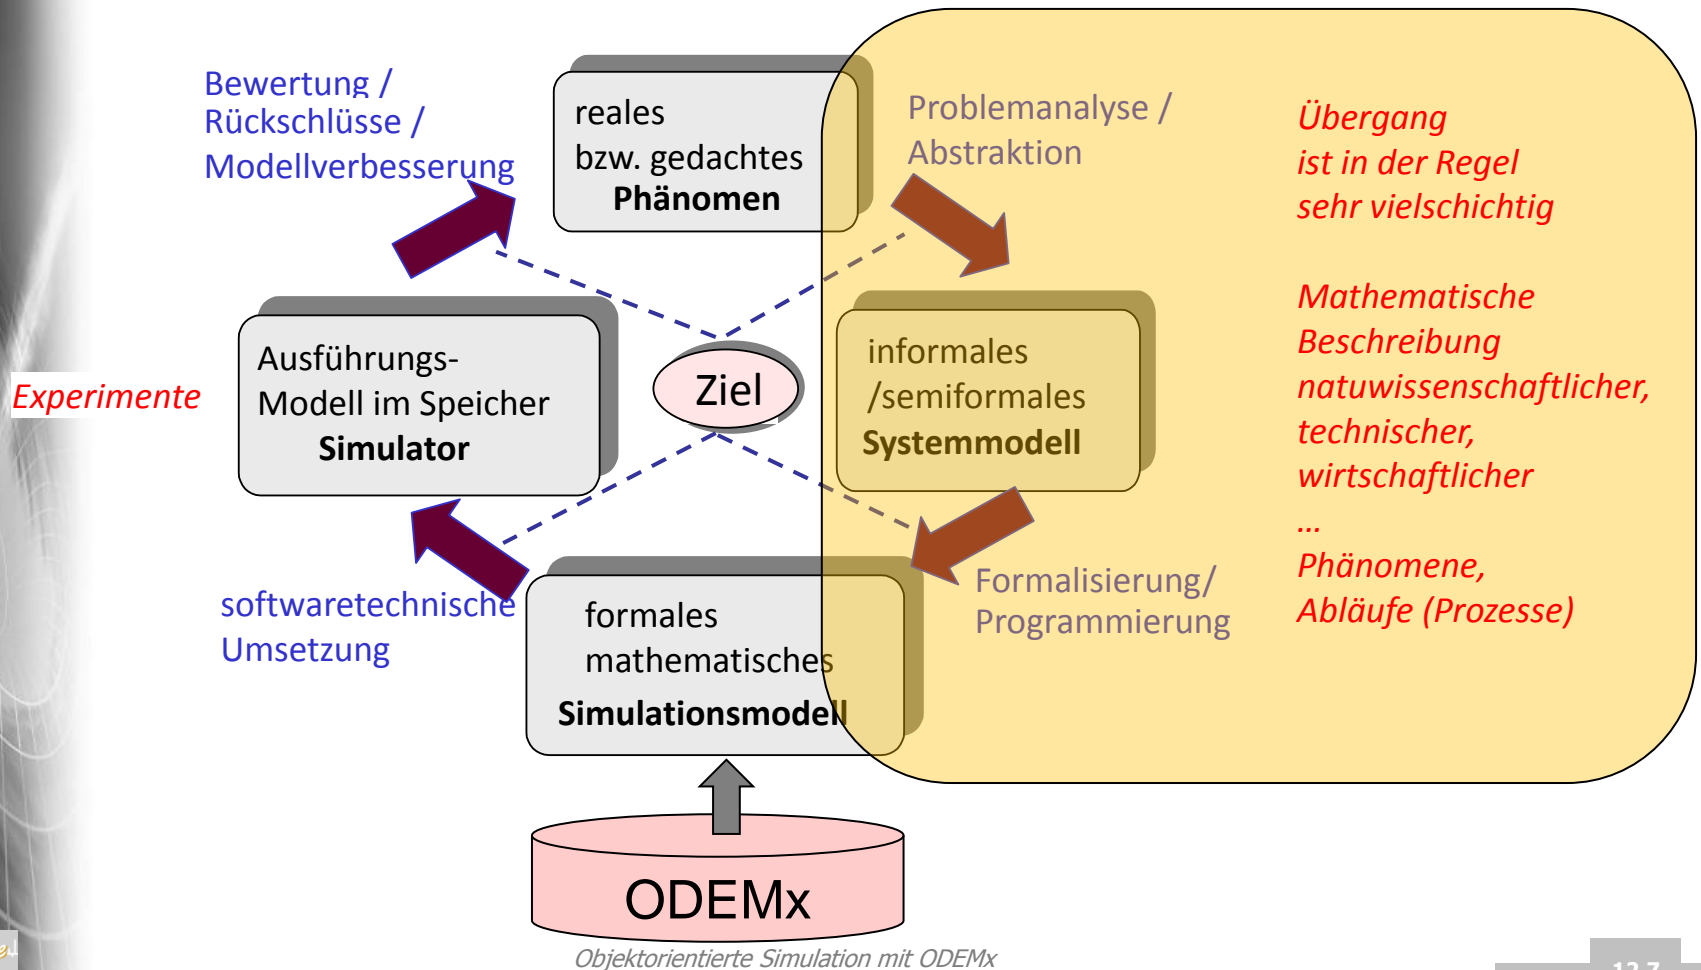 Bewertung /
Rückschlüsse /
Modellverbesserung
reales
bzw. gedachtes
Phänomen
Problemanalyse /
Abstraktion
Übergang
ist in der Regel
sehr vielschichtig
Mathematische
Beschreibung
natuwissenschaftlicher,
technischer,
wirtschaftlicher
...
Phänomene,
Abläufe (Prozesse)
Experimente
Ausführungs-
Modell im Speicher
Simulator
Ziel
informales
/semiformales
Systemmodell
softwaretechnische
Umsetzung
formales
mathematisches
Simulationsmodell
Formalisierung/
Programmierung
ODEMx
Objektorientierte Simulation mit ODEMx